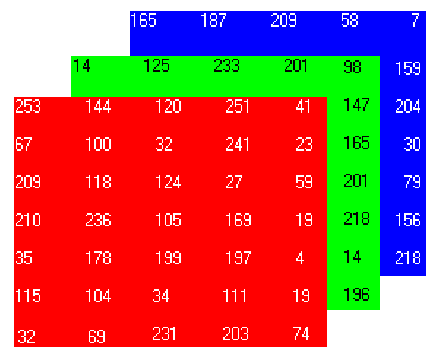 165 187 209 58 7
14 125 233 201 98 159
253 144 120 251 41 147 204
67 100 32 241 23 165 30
209 118 124 27 59 201 79
210 236 105 169 19 218 156
35 178 199 197 4 14 218
115 104 34 111 19 196
32 69 231 203 74